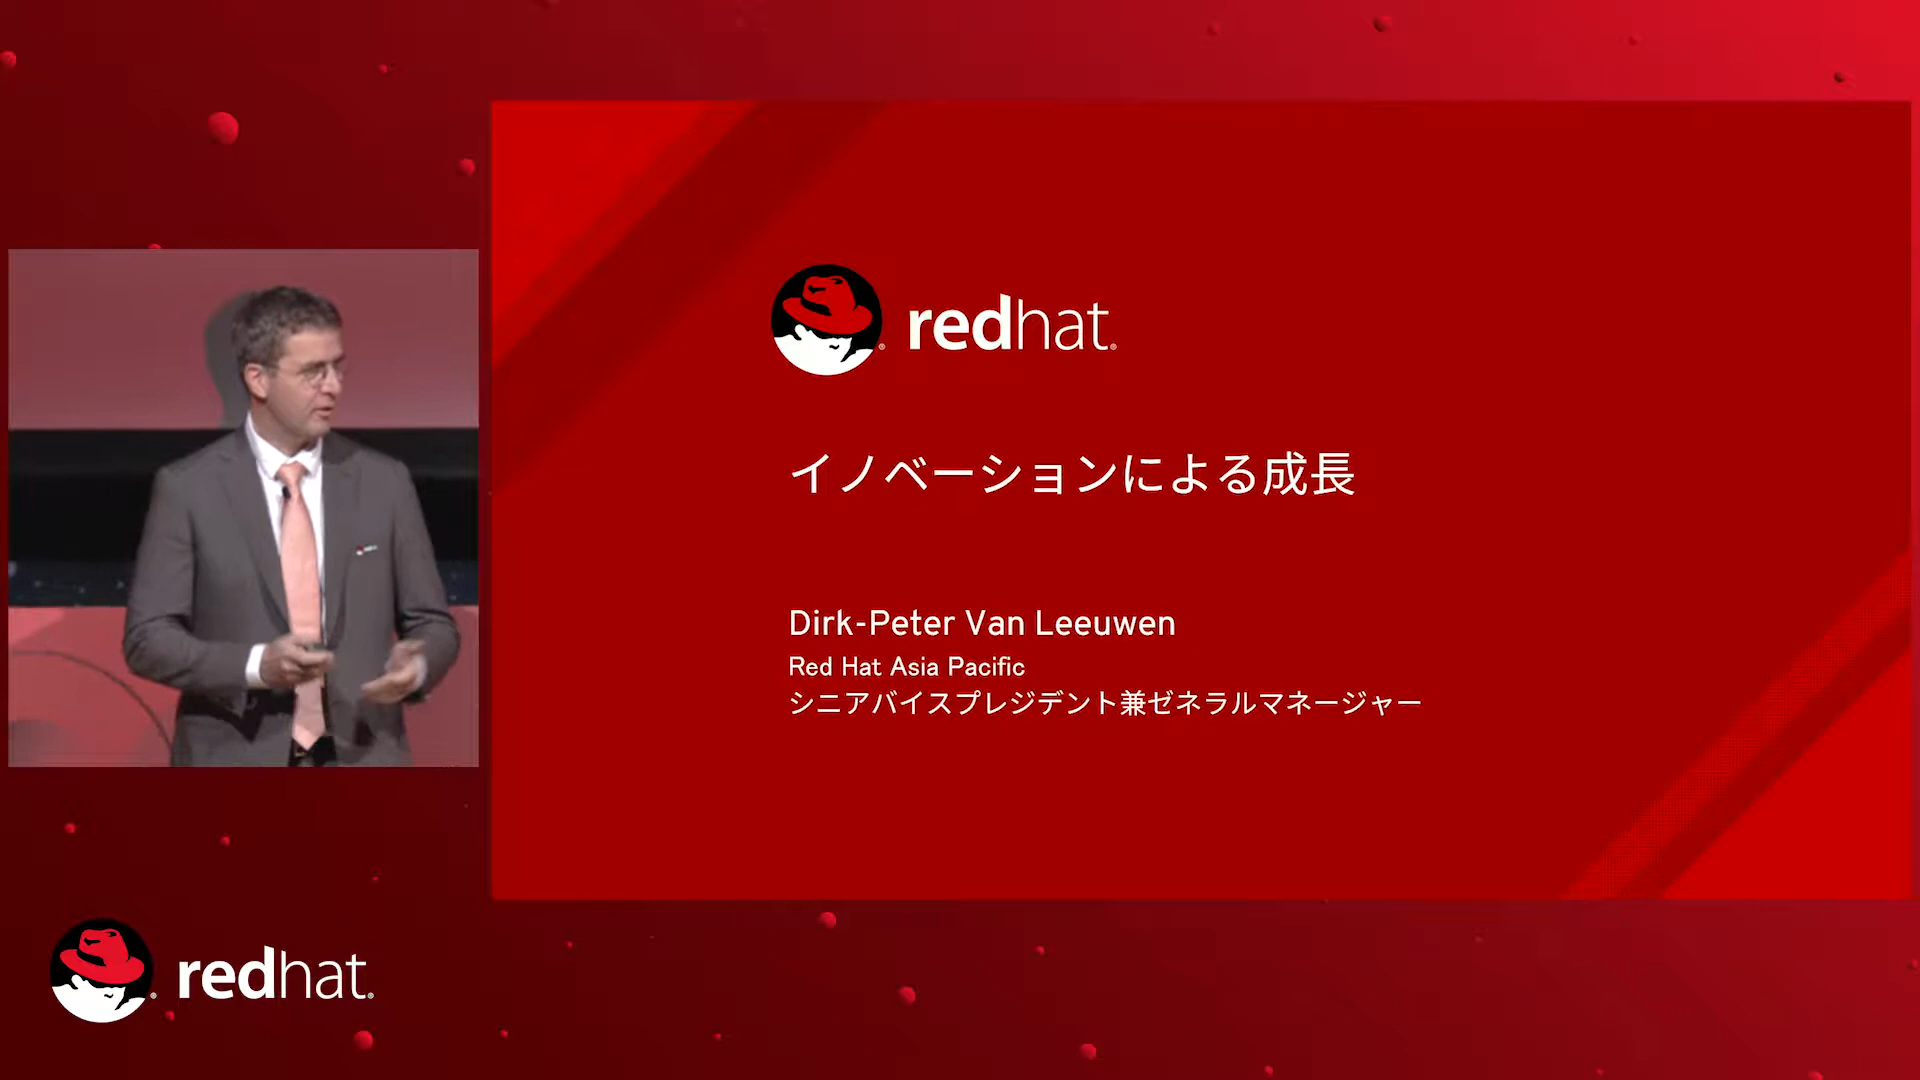 redhat.
イノベーションによる成長
Dirk-Peter Van Leeuwen
Red Hat Asia Pacific
シニアバイスプレジデント兼ゼネラルマネージャー
redhat.